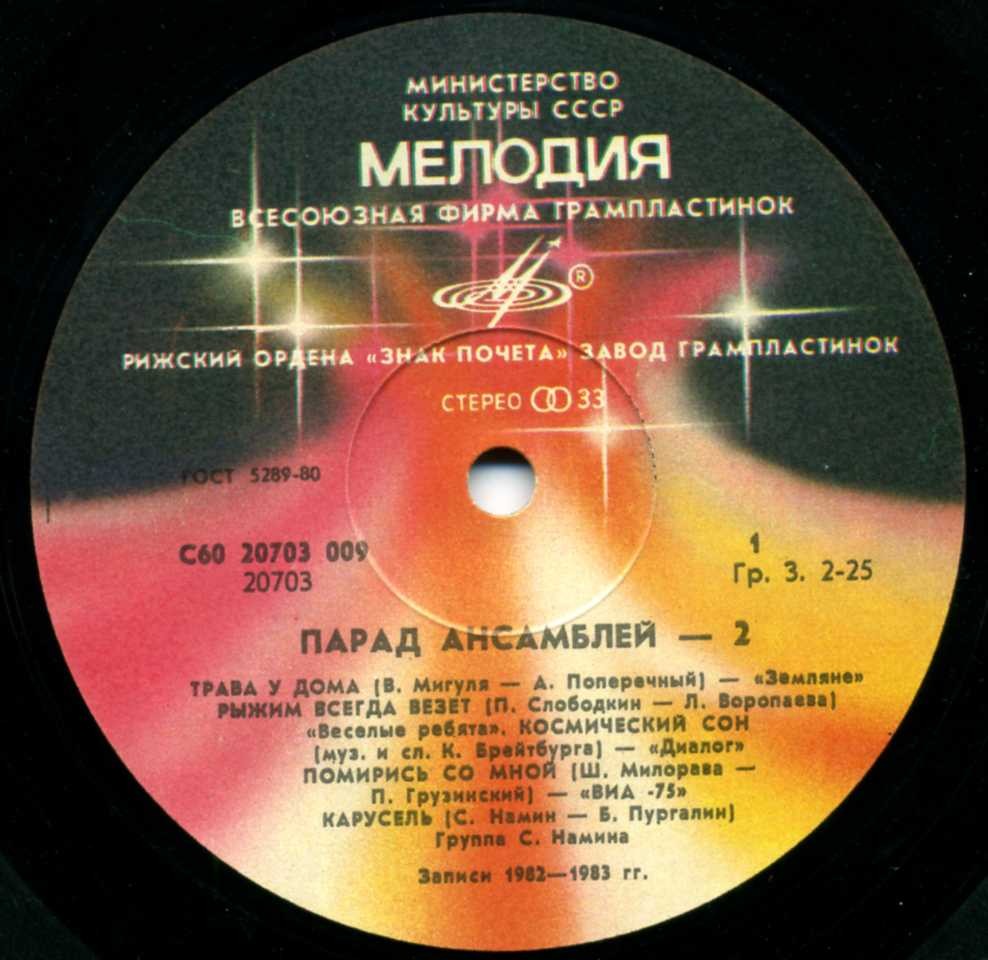 МИНИСТЕРСТВО
КУЛЬТУРЫ СССР
МЕЛОДИЯ
ВСЕСОЮЗНАЯ ФИРМА ГРАМПЛАСТИНОК
®
РИЖСКИЙ ОРДЕНА «ЗНАК ПОЧЕТА» ЗАВОД ГРАМПЛАСТИНОК
СТЕРЕО 33
ГОСТ 5289-80
С60 20703 009
20703
1
Гр. 3. 2-25
ПАРАД АНСАМБЛЕЙ — 2
ТРАВА У ДОМА (В. Мигуля — А. Поперечный) — «Земляне»
РЫЖИМ ВСЕГДА ВЕЗЕТ (П. Слободкин — Л. Воропаева)
«Веселые ребята». КОСМИЧЕСКИЙ СОН
(муз. и сл. К. Брейтбурга) — «Диалог»
ПОМИРИСЬ СО МНОЙ (Ш. Милорава —
П. Грузинский) — «ВИА -75»
КАРУСЕЛЬ (С. Намин — Б. Пургалин)
Группа С. Намина
Записи 1982—1983 гг.